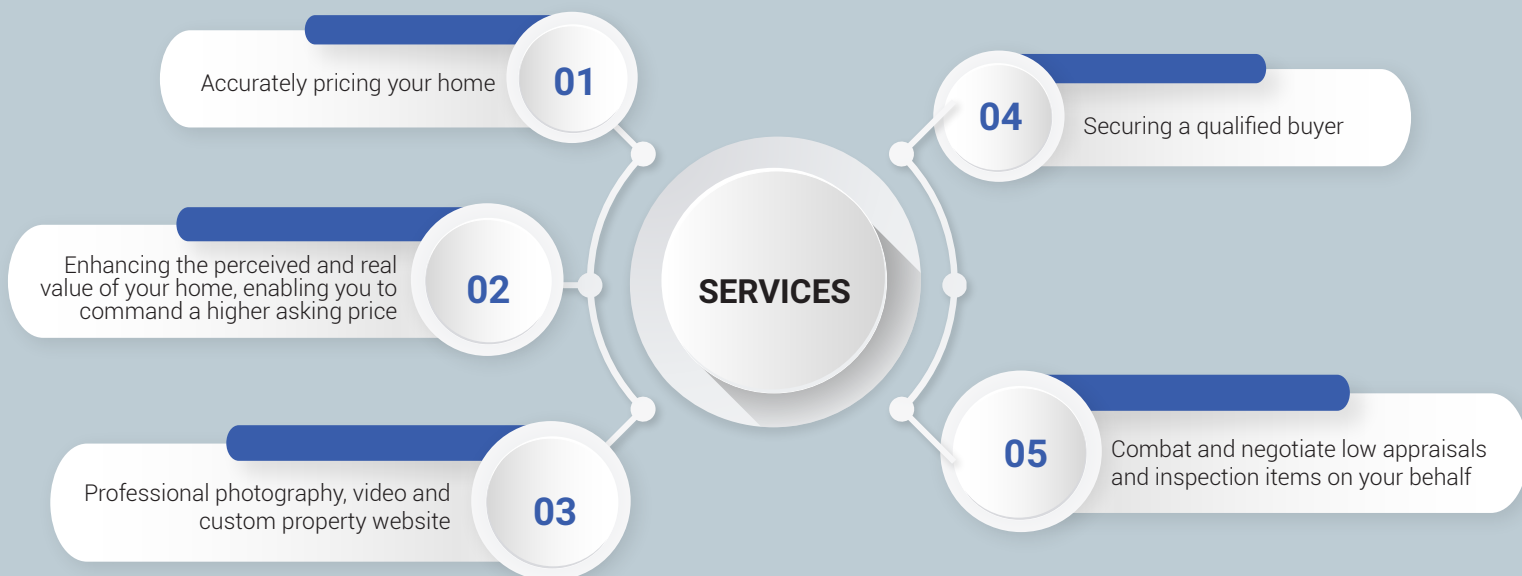 01
Accurately pricing your home
02
Enhancing the perceived and real
value of your home, enabling you to
command a higher asking price
03
Professional photography, video and
custom property website
SERVICES
04
Securing a qualified buyer
05
Combat and negotiate low appraisals
and inspection items on your behalf